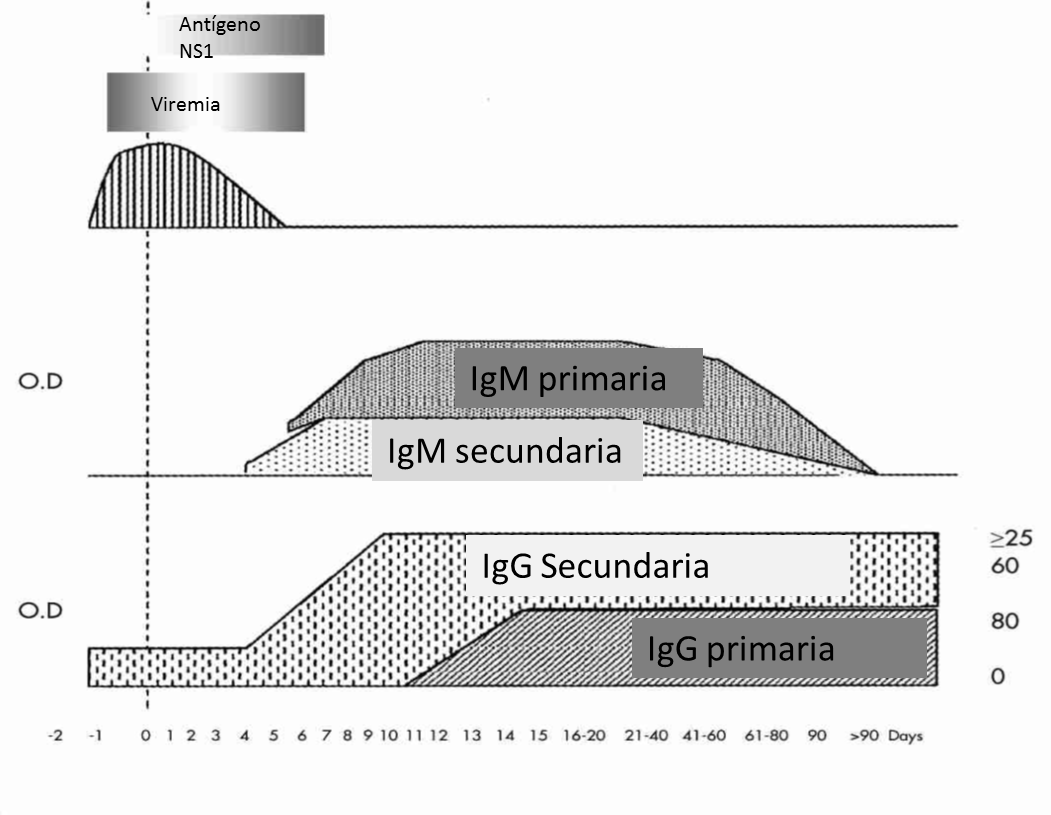 Antígeno
NS1
Viremia
O.D
IgM primaria
IgM secundaria
≥25
60
IgG Secundaria
O.D
80
IgG primaria
0
-2 -1 0 1 2 3 4 5 6 7 8 9 10 11 12 13 14 15 16-20 21-40 41-60 61-80 90 >90 Days